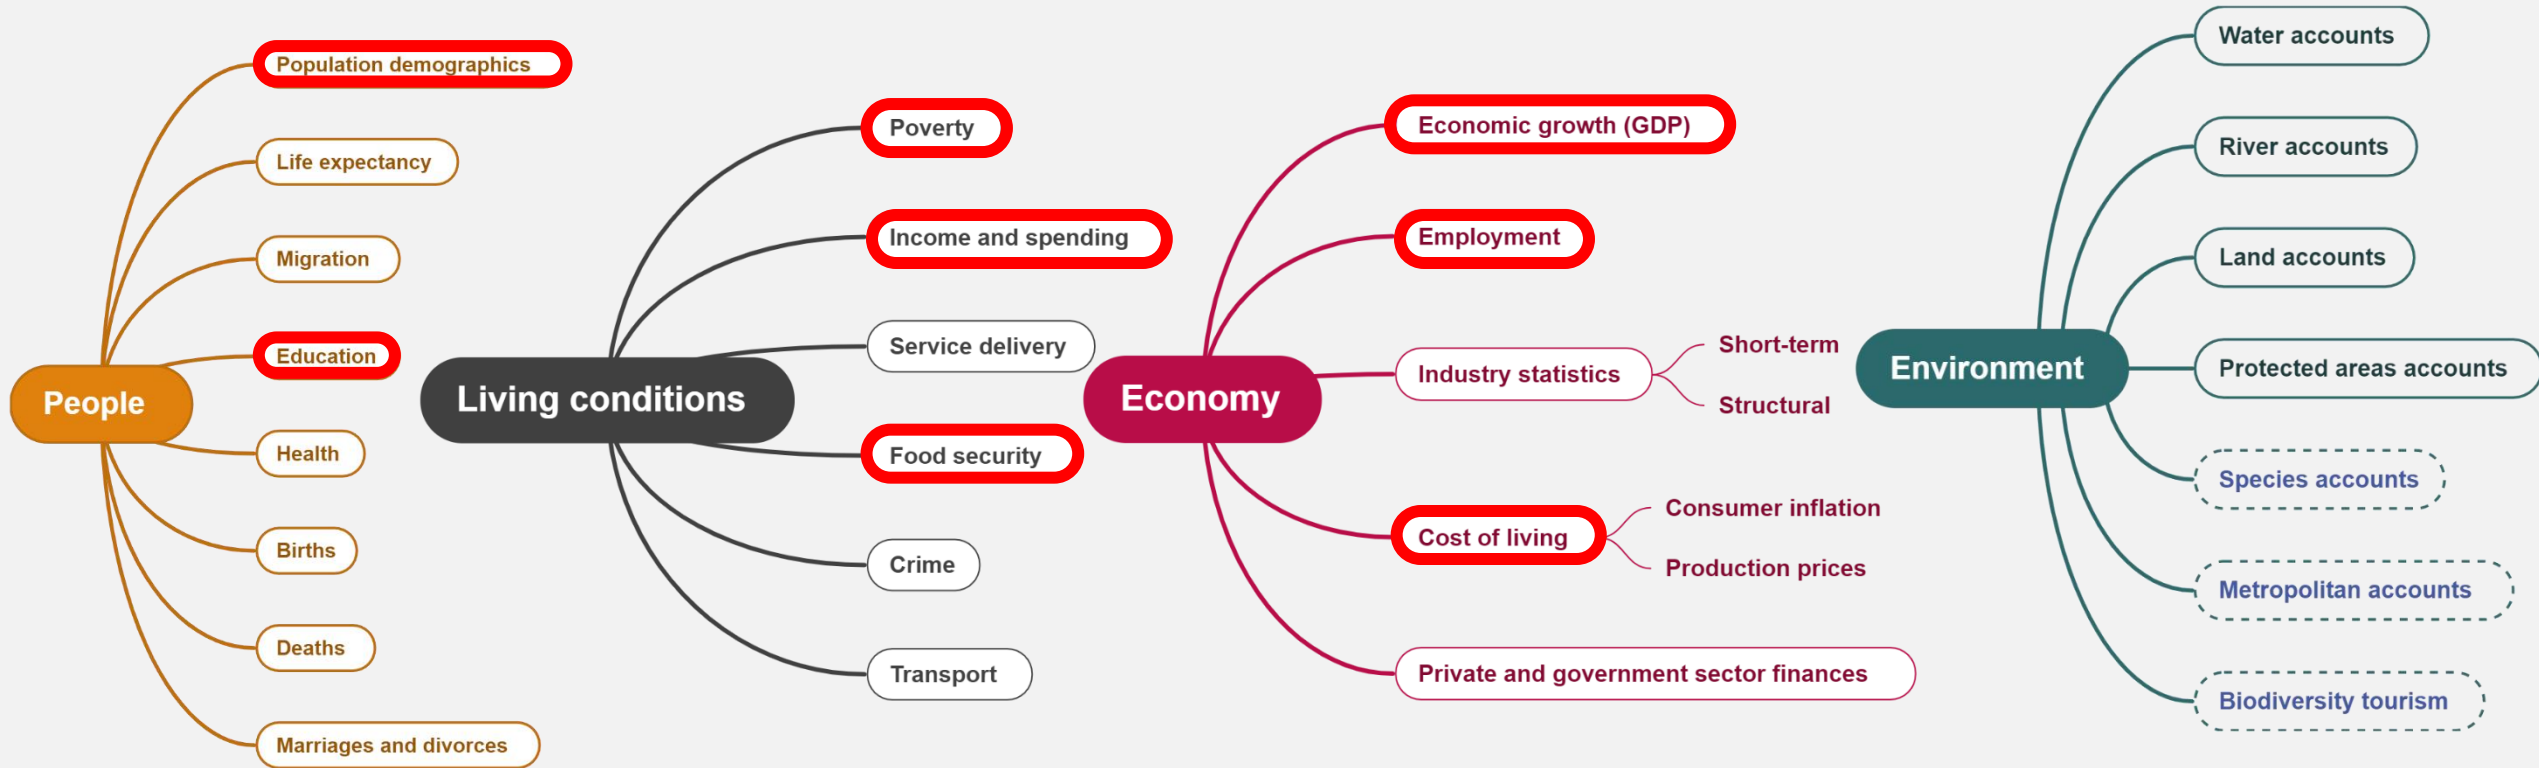 People
Population demographics
Life expectancy
Migration
Education
Health
Births
Deaths
Marriages and divorces
Living conditions
Poverty
Income and spending
Service delivery
Food security
Crime
Transport
Economy
Economic growth (GDP)
Employment
Industry statistics
Short-term
Structural
Cost of living
Consumer inflation
Production prices
Private and government sector finances
Environment
Water accounts
River accounts
Land accounts
Protected areas accounts
Species accounts
Metropolitan accounts
Biodiversity tourism